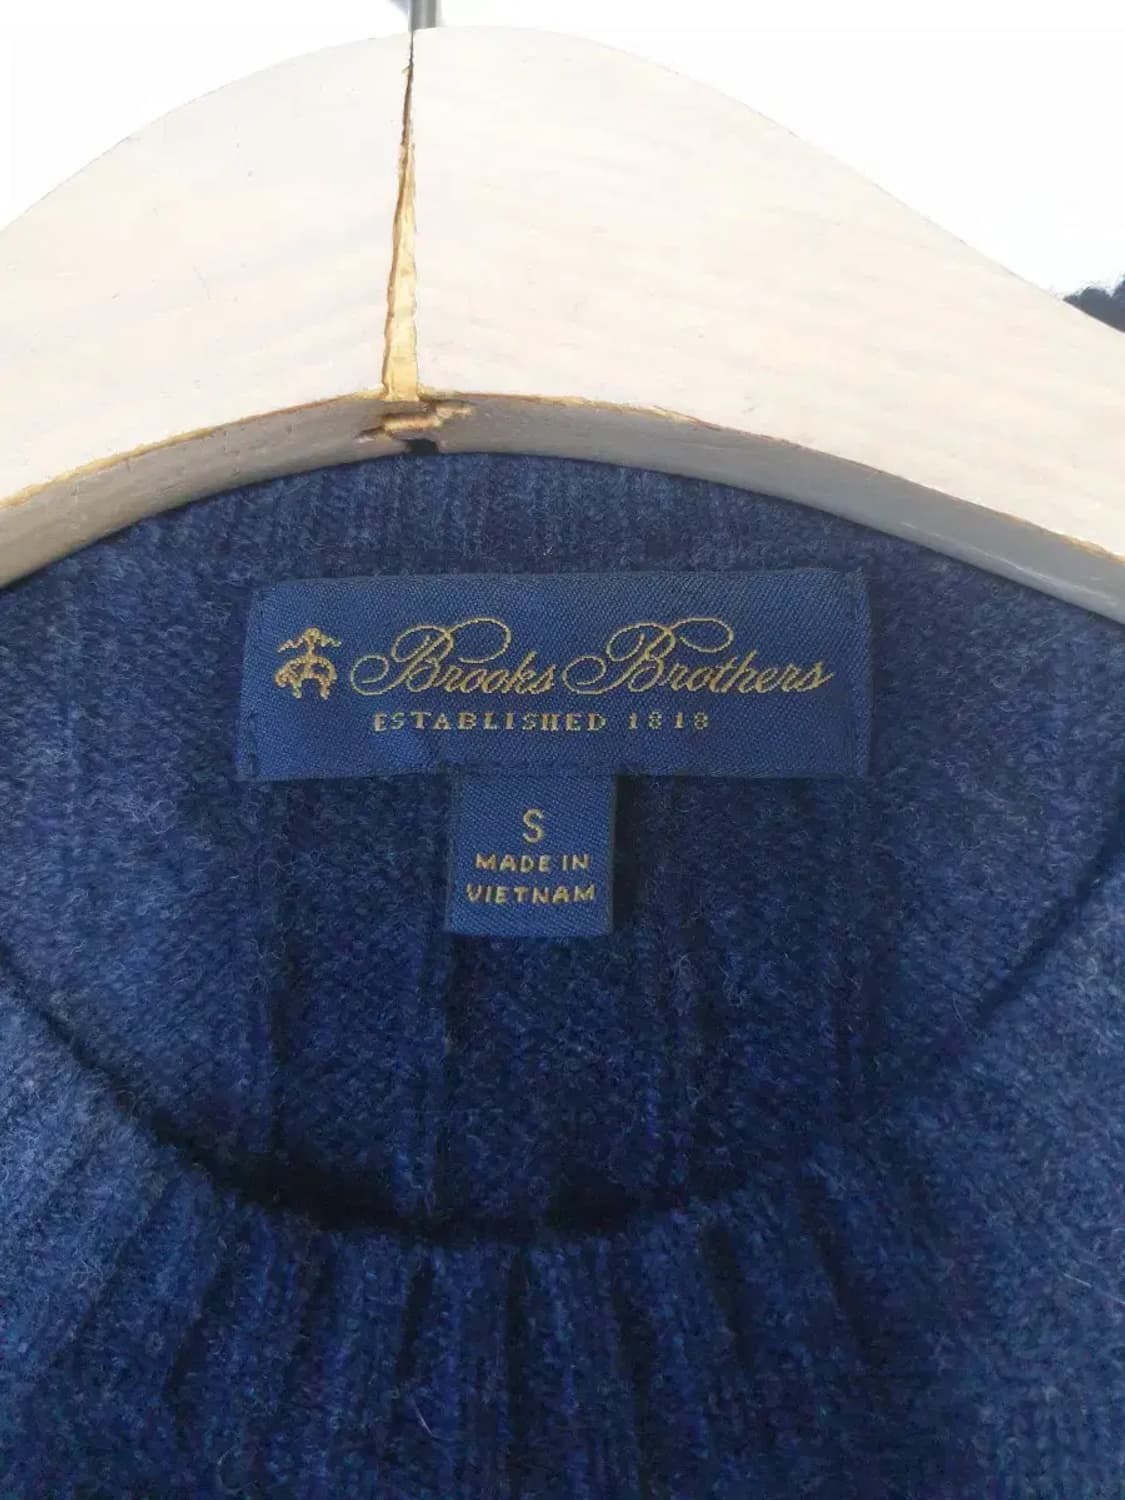 Brooks Brothers
ESTABLISHED 1818
S
MADE IN
VIETNAM